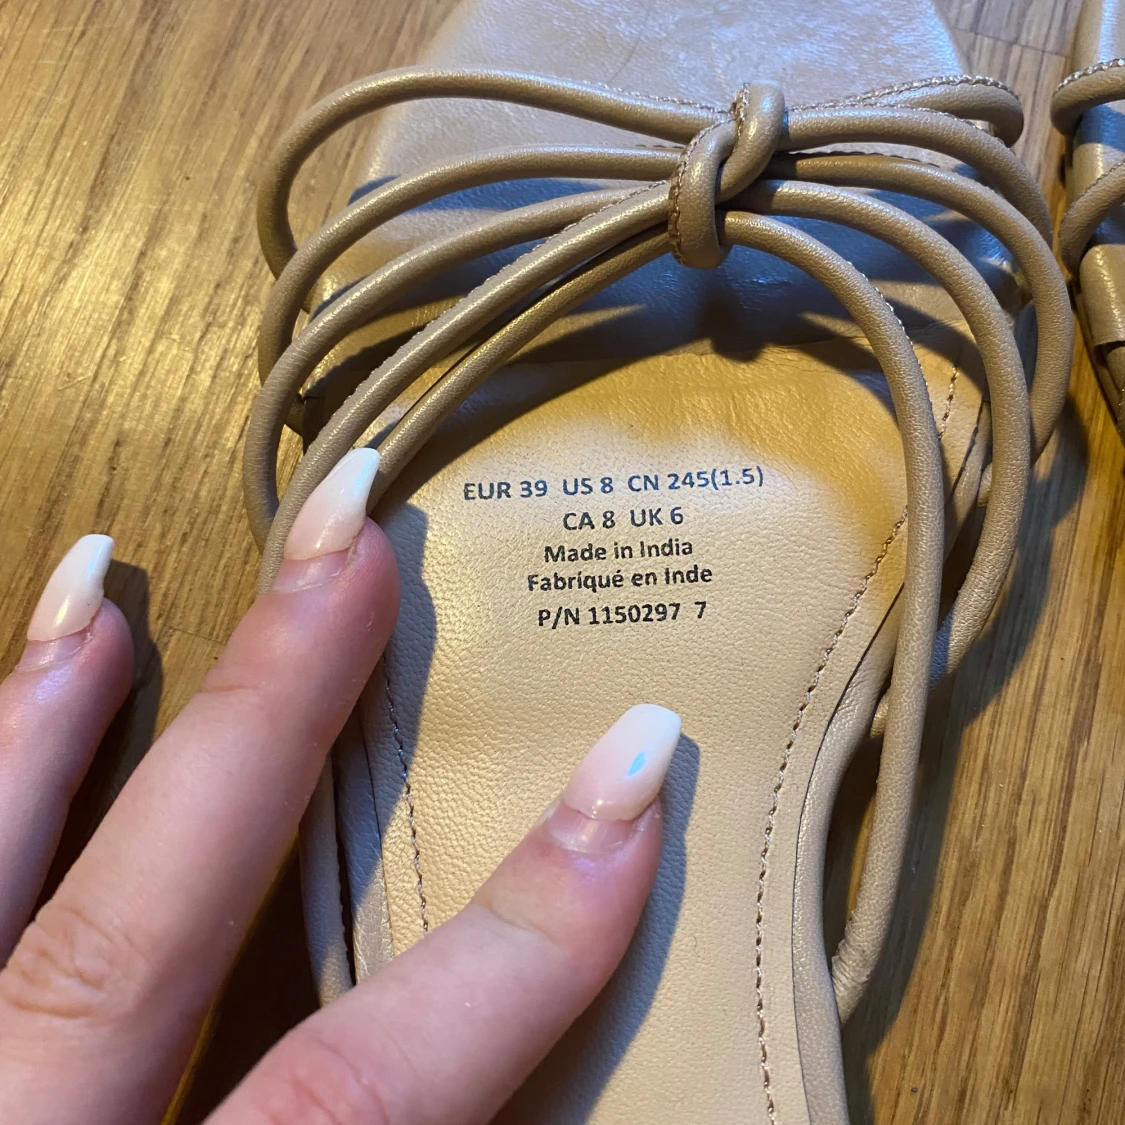 EUR 39 US 8 CN 245(1.5)
CA 8 UK 6
Made in India
Fabriqué en Inde
P/N 1150297 7